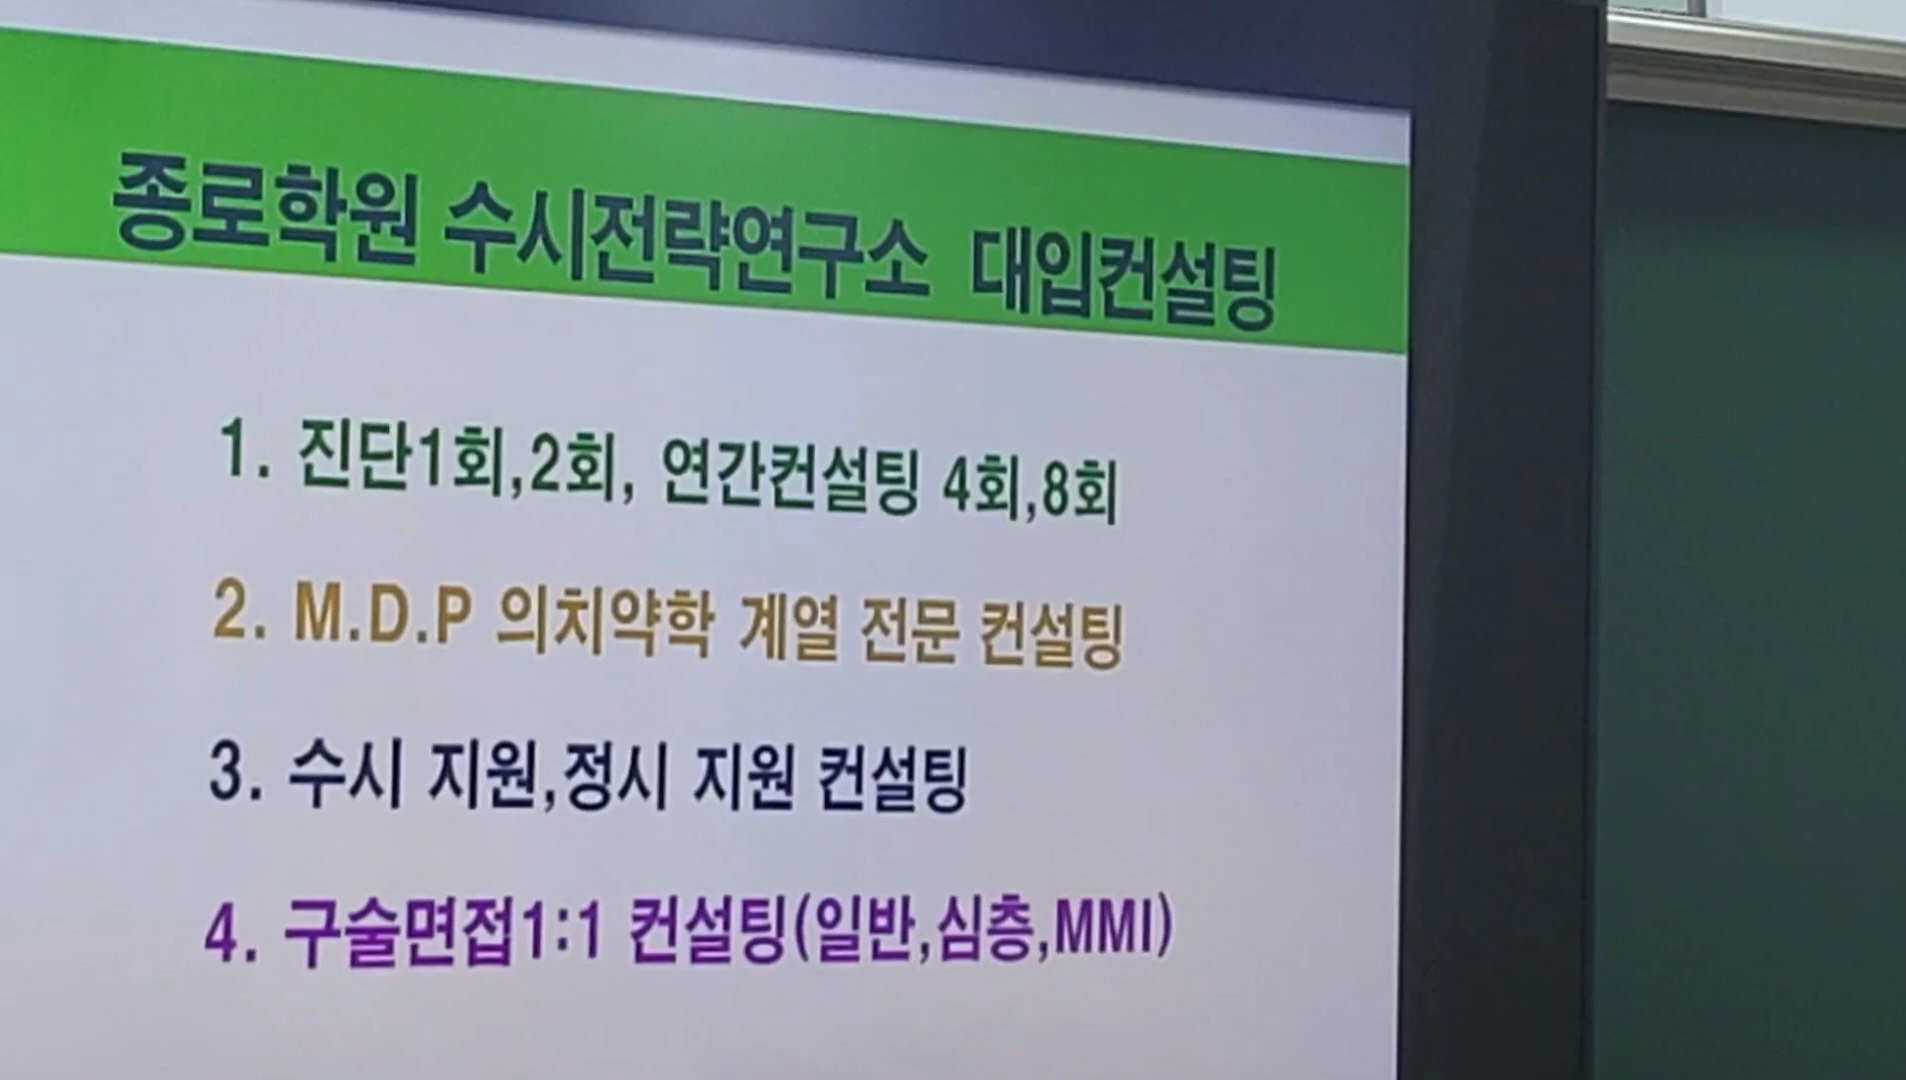 종로학원 수시전략연구소 대입컨설팅
1. 진단1회,2회, 연간컨설팅 4회,8회
2. M.D.P 의치약학 계열 전문 컨설팅
3. 수시 지원,정시 지원 컨설팅
4. 구술면접1:1 컨설팅(일반,심층,MMI)